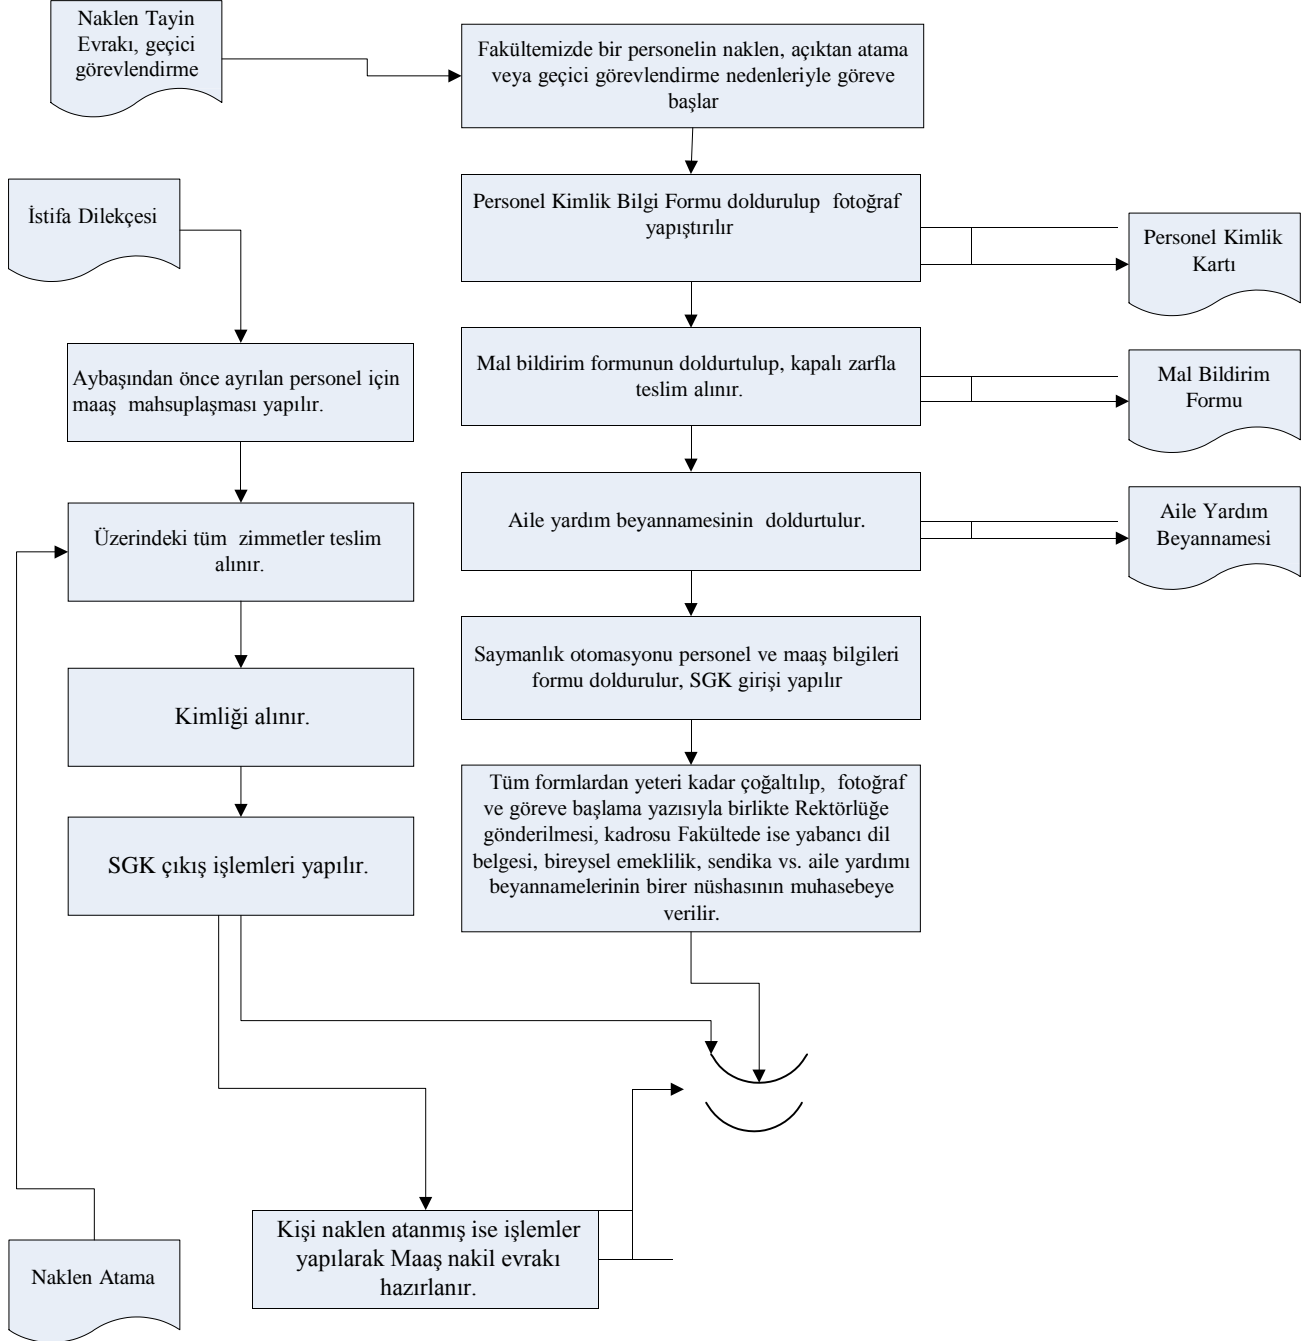 Naklen Tayin
Evrakı, geçici
görevlendirme
Fakültemizde bir personelin naklen, açıktan atama
veya geçici görevlendirme nedenleriyle göreve
başlar
İstifa Dilekçesi
Personel Kimlik Bilgi Formu doldurulup fotoğraf
yapıştırılır
Personel Kimlik
Kartı
Aybaşından önce ayrılan personel için
maaş mahsuplaşması yapılır.
Mal bildirim formunun doldurtulup, kapalı zarfla
teslim alınır.
Mal Bildirim
Formu
Üzerindeki tüm zimmetler teslim
alınır.
Aile yardım beyannamesinin doldurtulur.
Aile Yardım
Beyannamesi
Kimliği alınır.
Saymanlık otomasyonu personel ve maaş bilgileri
formu doldurulur, SGK girişi yapılır
SGK çıkış işlemleri yapılır.
Tüm formlardan yeteri kadar çoğaltılıp, fotoğraf
ve göreve başlama yazısıyla birlikte Rektörlüğe
gönderilmesi, kadrosu Fakültede ise yabancı dil
belgesi, bireysel emeklilik, sendika vs. aile yardımı
beyannamelerinin birer nüshasının muhasebeye
verilir.
Naklen Atama
Kişi naklen atanmış ise işlemler
yapılarak Maaş nakil evrakı
hazırlanır.